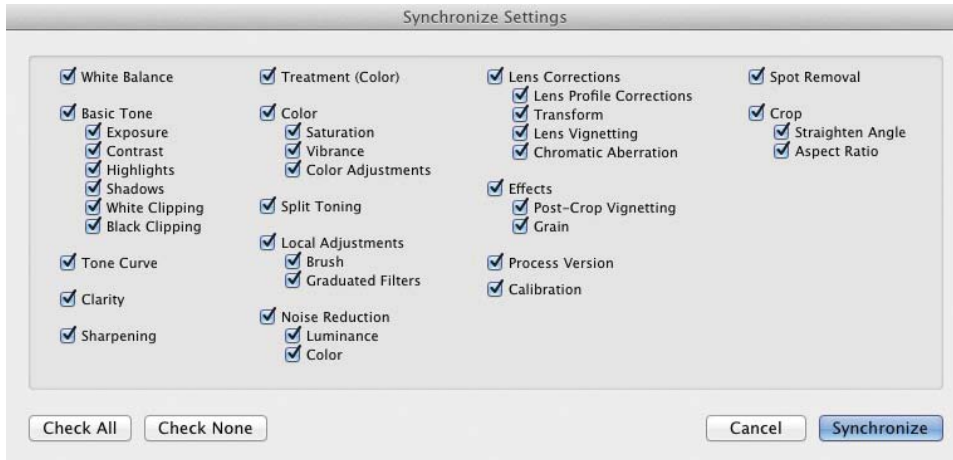 Synchronize Settings
White Balance
Basic Tone
Exposure
Contrast
Highlights
Shadows
White Clipping
Black Clipping
Tone Curve
Clarity
Sharpening
Treatment (Color)
Color
Saturation
Vibrance
Color Adjustments
Split Toning
Local Adjustments
Brush
Graduated Filters
Noise Reduction
Luminance
Color
Lens Corrections
Lens Profile Corrections
Transform
Lens Vignetting
Chromatic Aberration
Effects
Post-Crop Vignetting
Grain
Process Version
Calibration
Spot Removal
Crop
Straighten Angle
Aspect Ratio
Check All
Check None
Cancel
Synchronize